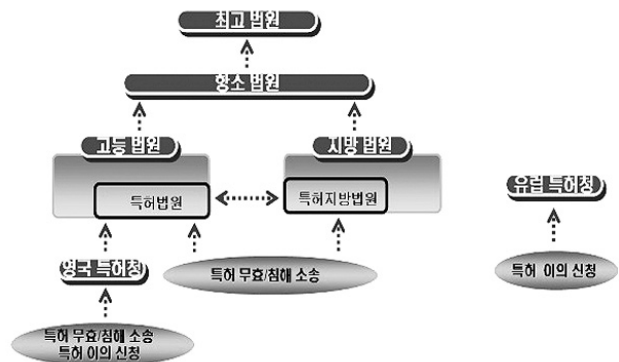 최고 법원
항소 법원
고등 법원
지방 법원
특허법원
특허지방법원
유럽 특허청
영국 특허청
특허 무효/침해 소송
특허 이의 신청
특허 무효/침해 소송
특허 이의 신청